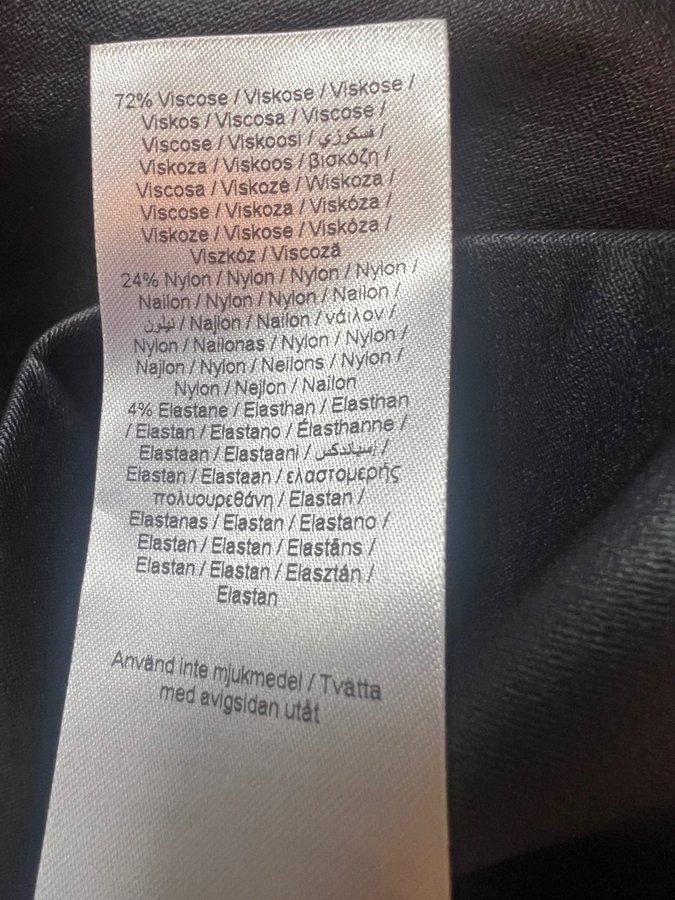 72% Viscose / Viskose / Viskose /
Viskos / Viscosa / Viscose /
Viscose / Viskoosi / فسكوزي /
Viskoza / Viskoos / βισκόζη /
Viscosa / Viskozė / Wiskoza /
Viscose / Viskoza / Viskóza /
Viskoze / Viskose / Viskóza /
Viszkóz / Viscoză
24% Nylon / Nylon / Nylon / Nylon /
Nailon / Nylon / Nylon / Nailon /
نيلون / Najlon / Nailon / νάιλον /
Nylon / Nailonas / Nylon / Nylon /
Najlon / Nylon / Neilons / Nylon /
Nylon / Nejlon / Nailon
4% Elastane / Elasthan / Elasthan
/ Elastan / Elastano / Élasthanne /
Elastaan / Elastaani / إسباندكس /
Elastan / Elastaan / ελαστομερής
πολυουρεθάνη / Elastan /
Elastanas / Elastan / Elastano /
Elastan / Elastan / Elastāns /
Elastan / Elastan / Elasztán /
Elastan
Använd inte mjukmedel / Tvätta
med avigsidan utåt